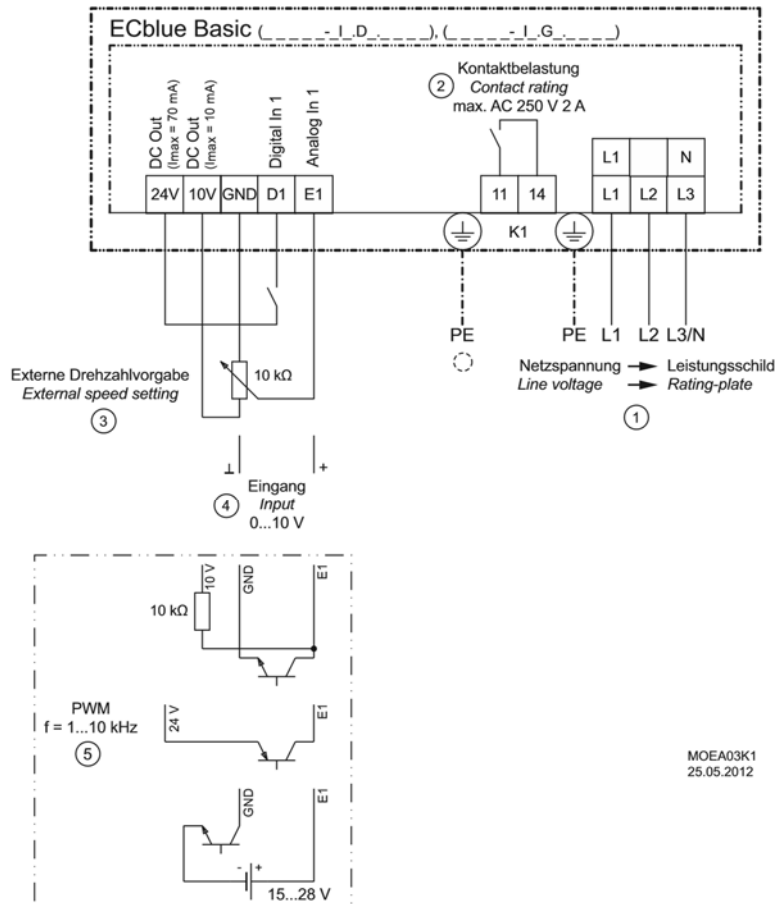 ECblue Basic (_ _ _ _ _- I_.D_._ _ _ _), (_ _ _ _ _- I_.G_._ _ _ _)
DC Out
(Imax = 70 mA)
DC Out
(Imax = 10 mA)
Digital In 1
Analog In 1
2
Kontaktbelastung
Contact rating
max. AC 250 V 2 A
L1 N
24V 10V GND D1 E1
11 14
L1 L2 L3
K1
PE
PE L1 L2 L3/N
Netzspannung → Leistungsschild
Line voltage → Rating-plate
1
Externe Drehzahlvorgabe
External speed setting
3
10 kΩ
⊥ +
4
Eingang
Input
0...10 V
10 V
GND
E1
10 kΩ
PWM
f = 1...10 kHz
5
24 V
E1
GND
E1
- +
15...28 V
MOEA03K1
25.05.2012